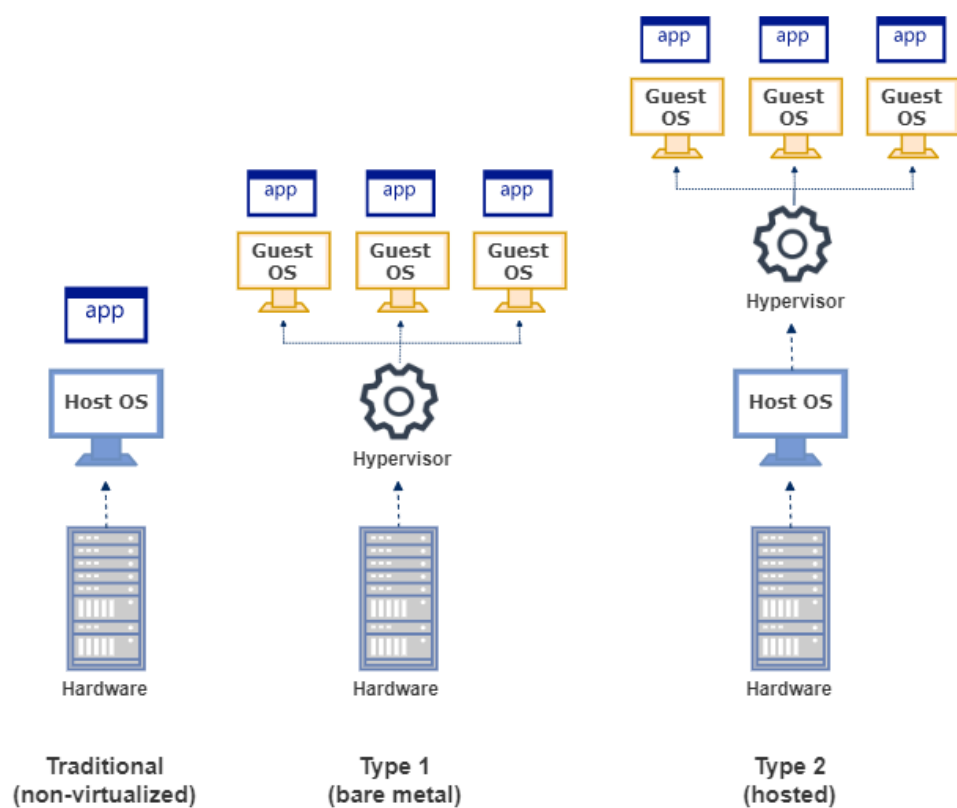 app
app
app
Guest
OS
Guest
OS
Guest
OS
app
app
app
Guest
OS
Guest
OS
Guest
OS
Hypervisor
app
Host OS
Hypervisor
Host OS
Hardware
Hardware
Hardware
Traditional
(non-virtualized)
Type 1
(bare metal)
Type 2
(hosted)